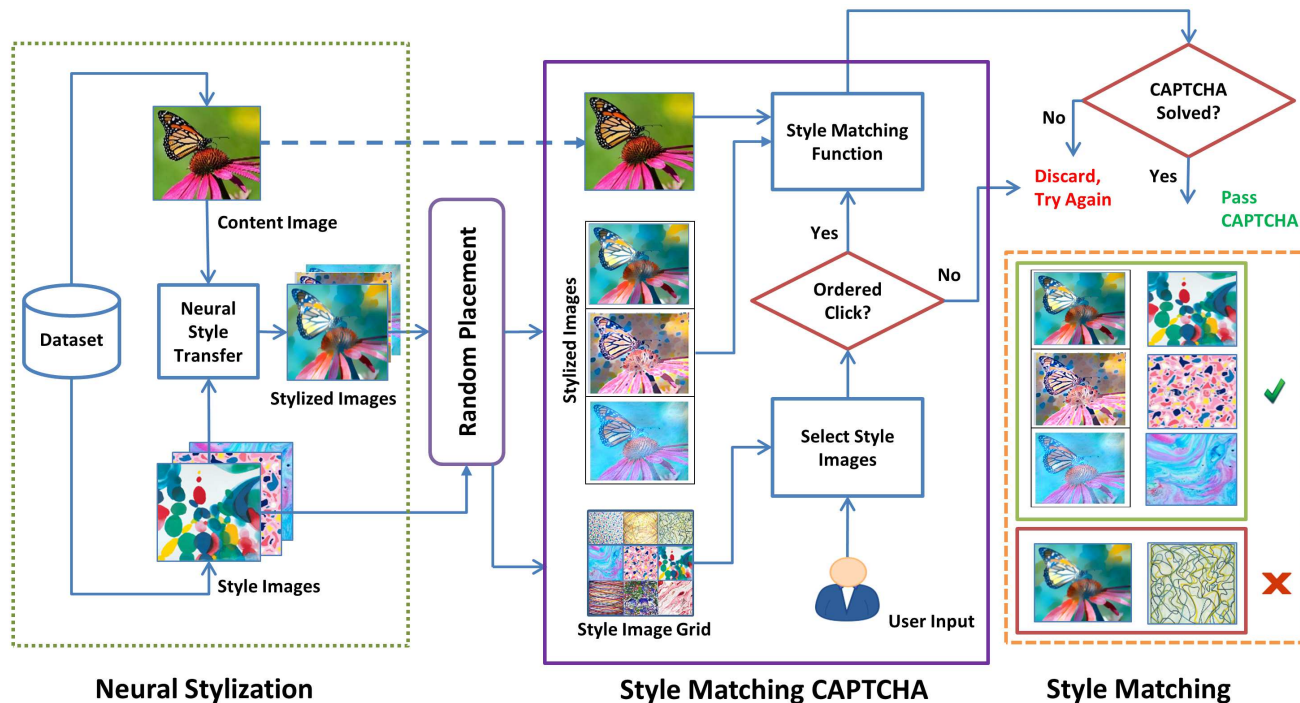 Dataset
Content Image
Neural
Style
Transfer
Stylized Images
Style Images
Neural Stylization
Random Placement
Stylized Images
Style Image Grid
Style Matching
Function
Yes
Ordered
Click?
No
Select Style
Images
User Input
Style Matching CAPTCHA
CAPTCHA
Solved?
No
Discard,
Try Again
Yes
Pass
CAPTCHA
Style Matching